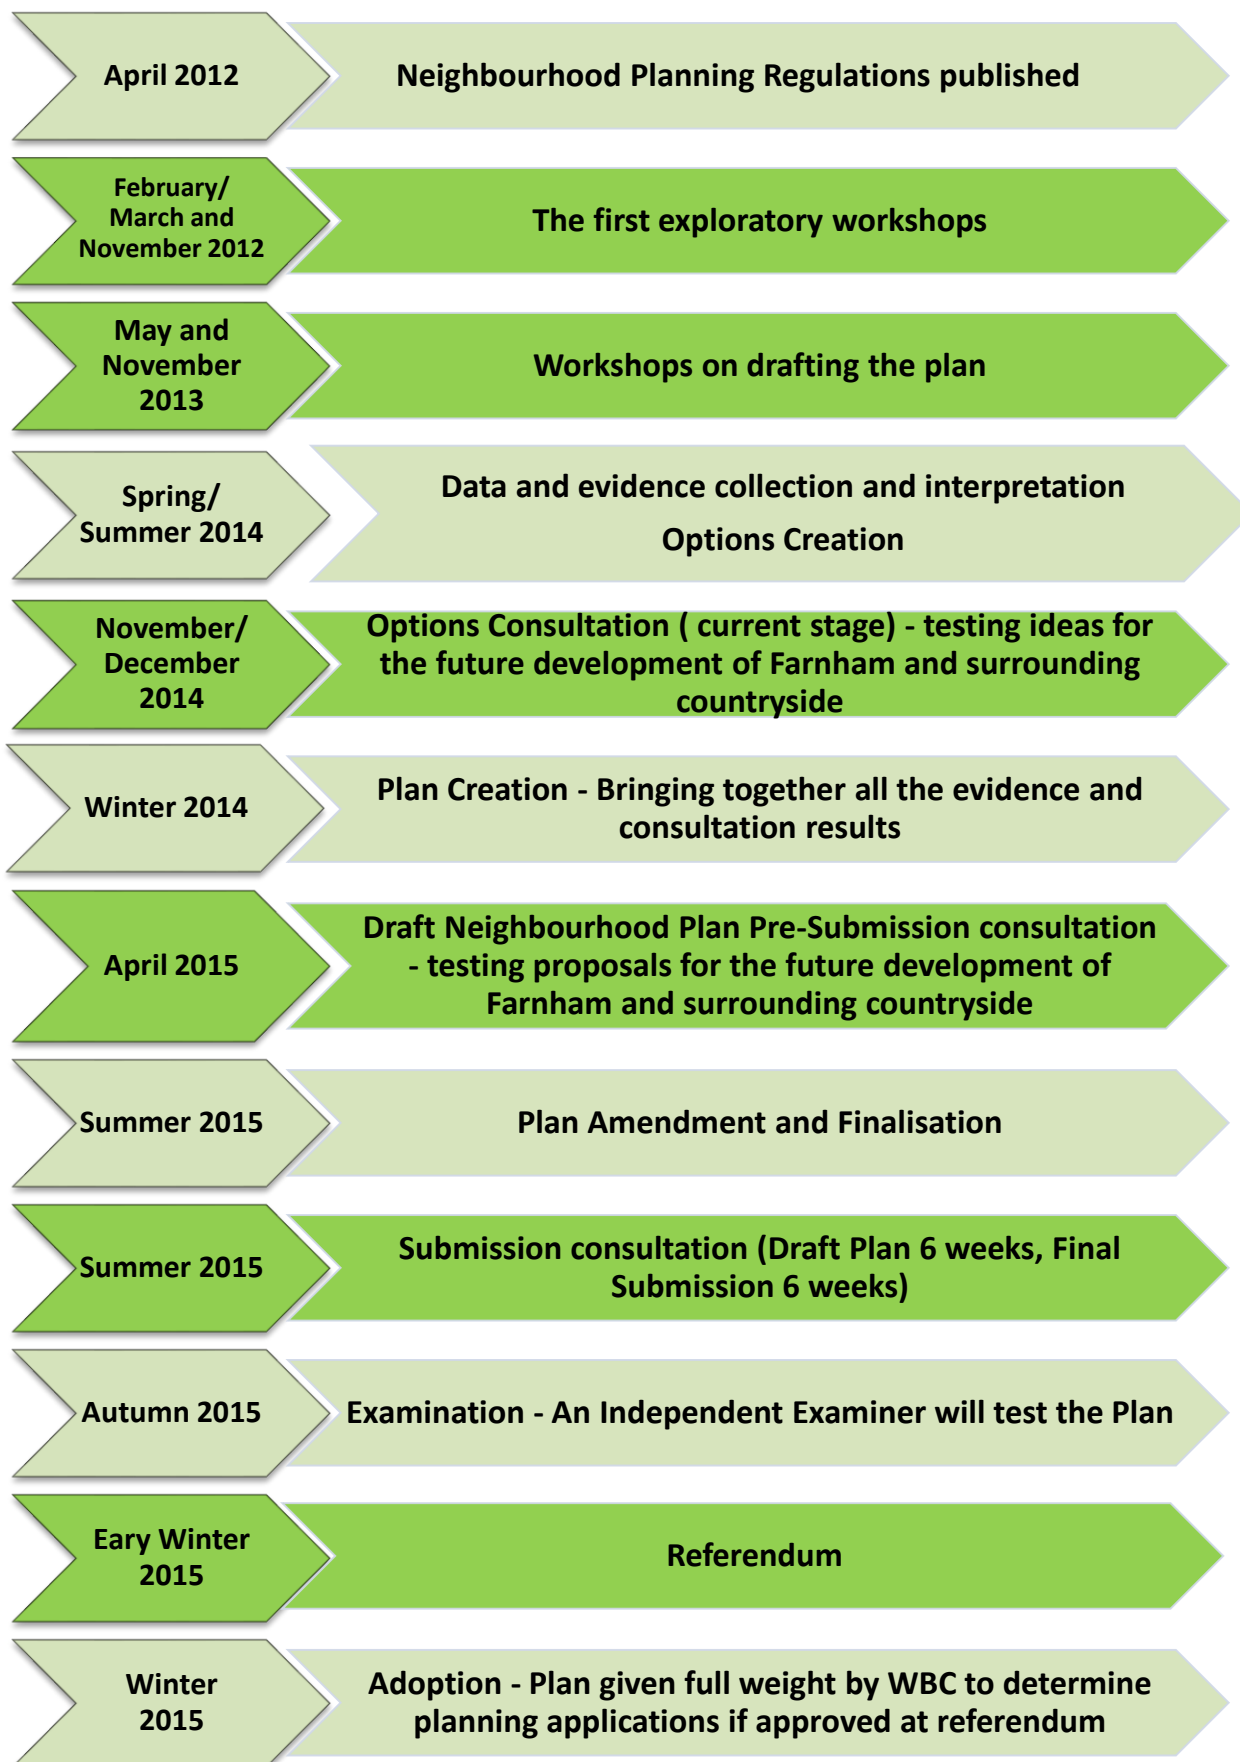 April 2012
Neighbourhood Planning Regulations published
February/
March and
November 2012
The first exploratory workshops
May and
November
2013
Workshops on drafting the plan
Spring/
Summer 2014
Data and evidence collection and interpretation
Options Creation
November/
December
2014
Options Consultation ( current stage) - testing ideas for
the future development of Farnham and surrounding
countryside
Winter 2014
Plan Creation - Bringing together all the evidence and
consultation results
April 2015
Draft Neighbourhood Plan Pre-Submission consultation
- testing proposals for the future development of
Farnham and surrounding countryside
Summer 2015
Plan Amendment and Finalisation
Summer 2015
Submission consultation (Draft Plan 6 weeks, Final
Submission 6 weeks)
Autumn 2015
Examination - An Independent Examiner will test the Plan
Eary Winter
2015
Referendum
Winter
2015
Adoption - Plan given full weight by WBC to determine
planning applications if approved at referendum